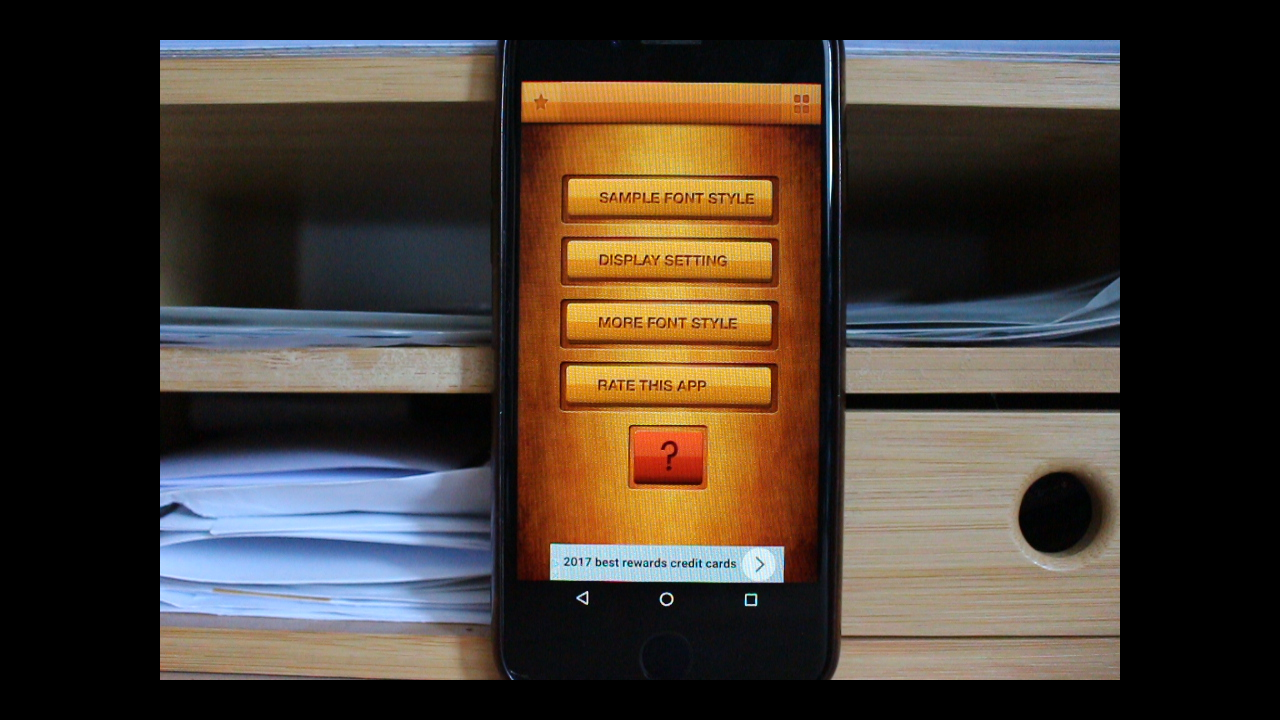 SAMPLE FONT STYLE
DISPLAY SETTING
MORE FONT STYLE
RATE THIS APP
?
2017 best rewards credit cards